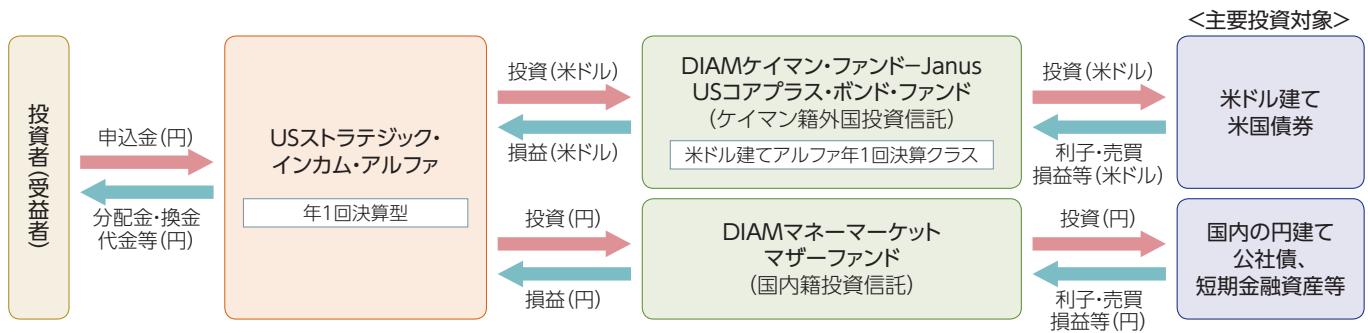 <主要投資対象>
投資者(受益者)
申込金(円)
分配金・換金
代金等(円)
USストラテジック・
インカム・アルファ
年1回決算型
投資(米ドル)
損益(米ドル)
DIAMケイマン・ファンド−Janus
USコアプラス・ボンド・ファンド
(ケイマン籍外国投資信託)
米ドル建てアルファ年1回決算クラス
投資(米ドル)
利子・売買
損益等(米ドル)
米ドル建て
米国債券
投資(円)
損益(円)
DIAMマネーマーケット
マザーファンド
(国内籍投資信託)
投資(円)
利子・売買
損益等(円)
国内の円建て
公社債、
短期金融資産等